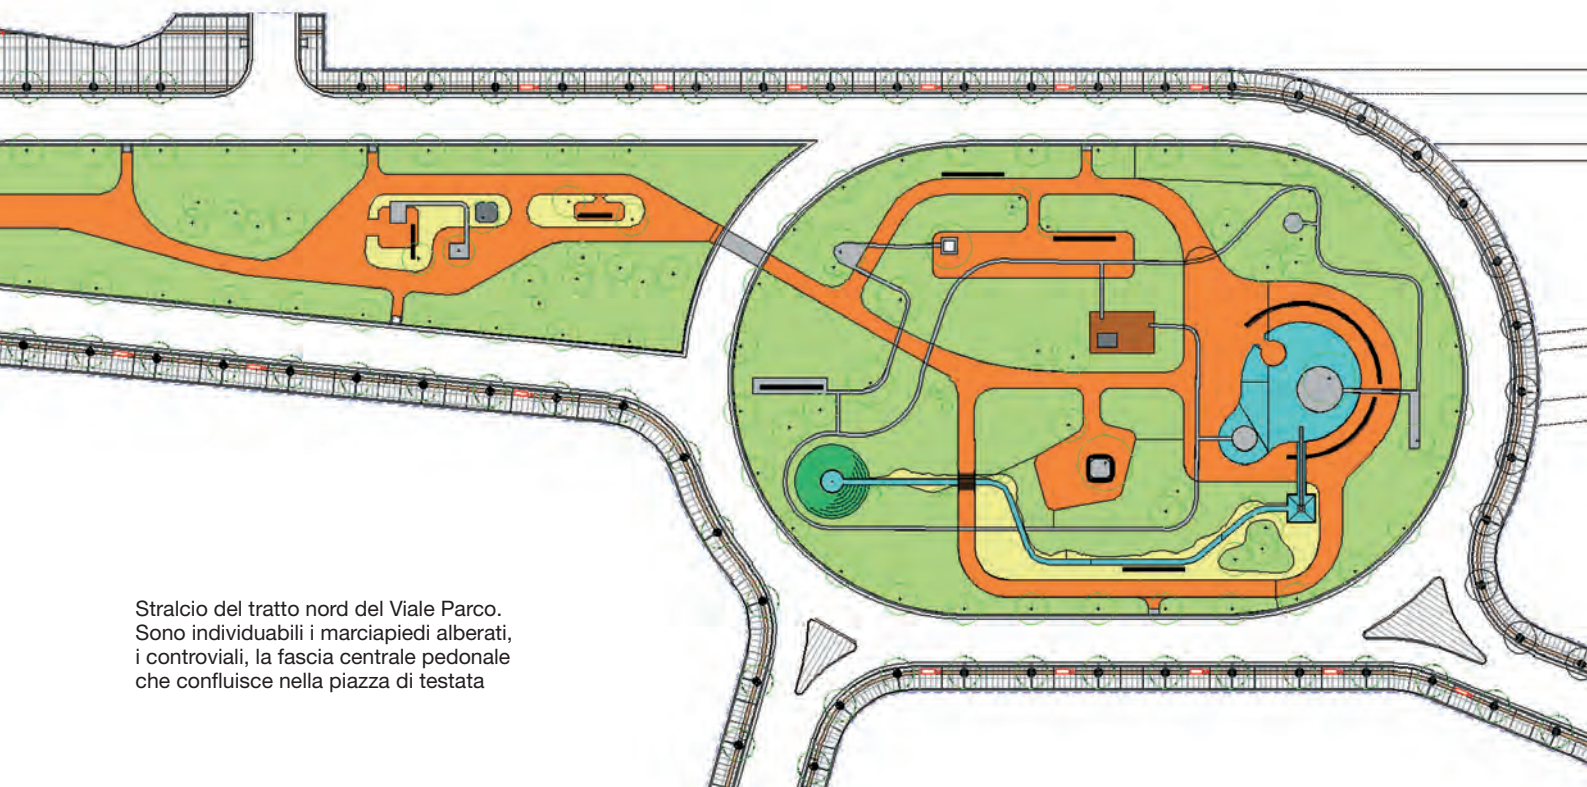 Stralcio del tratto nord del Viale Parco.
Sono individuabili i marciapiedi alberati,
i controviali, la fascia centrale pedonale
che confluisce nella piazza di testata